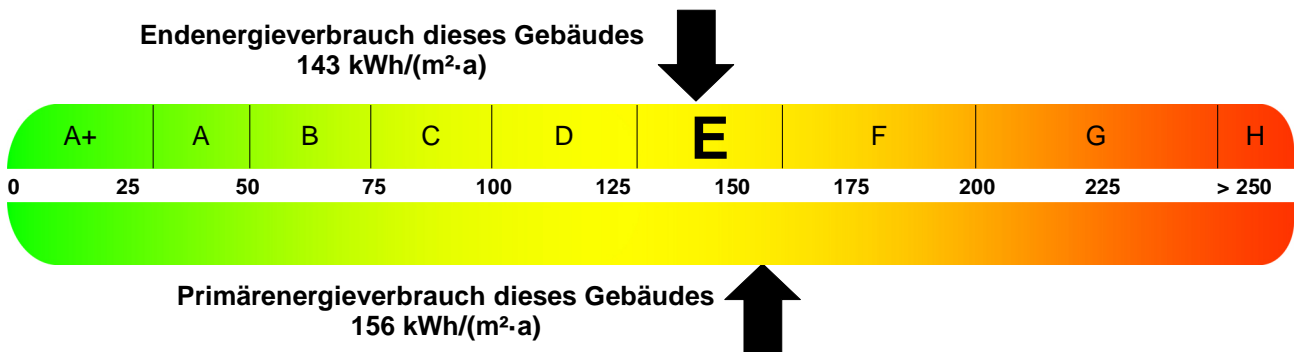 Endenergieverbrauch dieses Gebäudes
143 kWh/(m²·a)
A+ A B C D E F G H
0 25 50 75 100 125 150 175 200 225 > 250
Primärenergieverbrauch dieses Gebäudes
156 kWh/(m²·a)